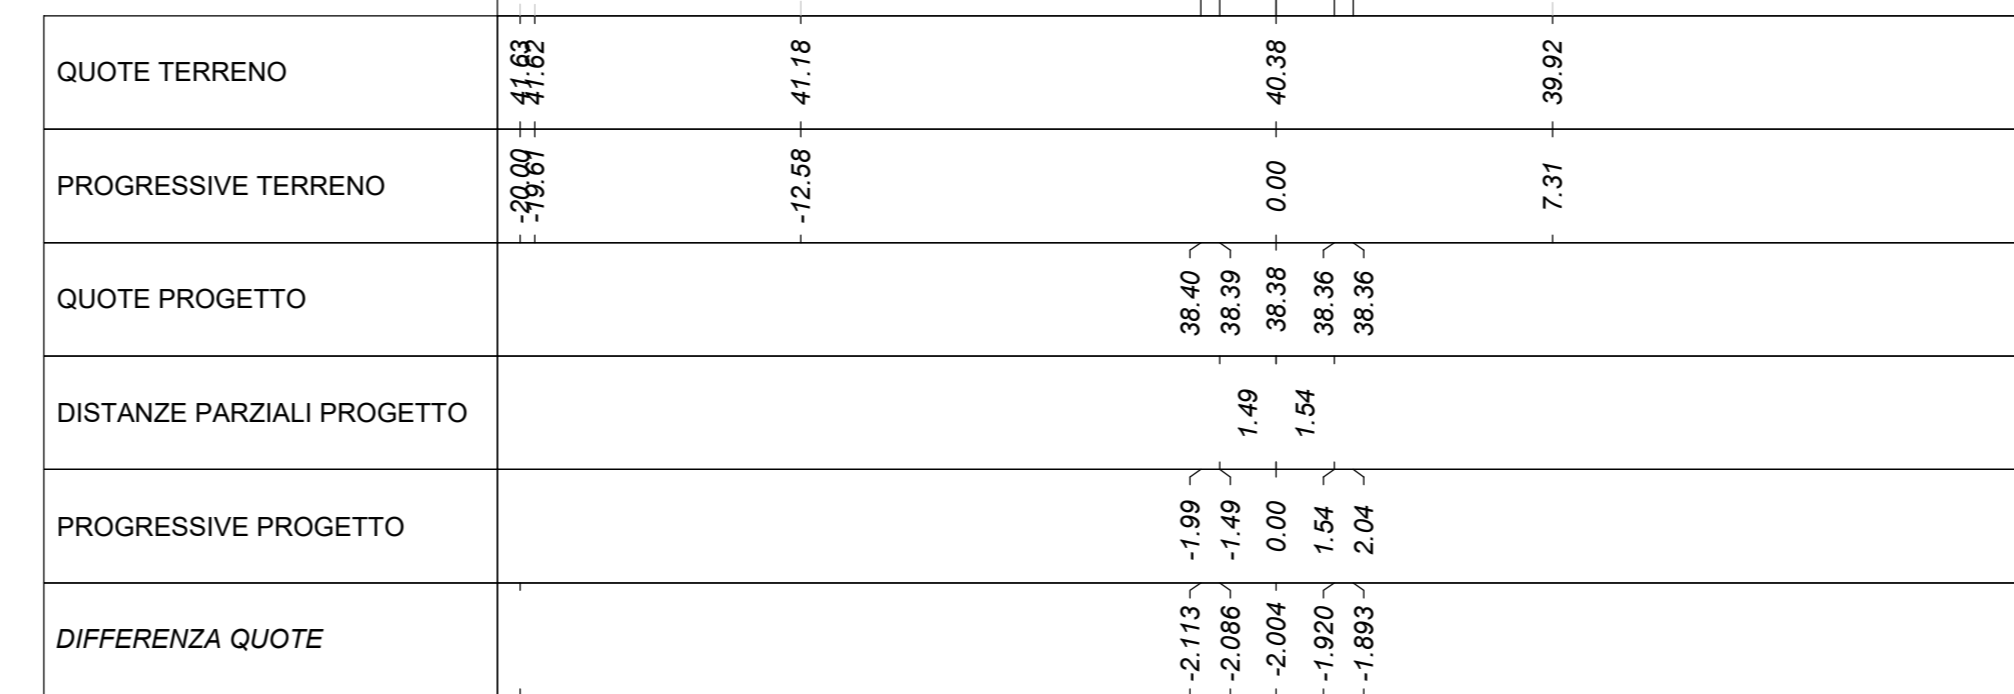 QUOTE TERRENO 41.63 41.62 41.18 40.38 39.92
PROGRESSIVE TERRENO -20.00 -19.61 -12.58 0.00 7.31
QUOTE PROGETTO 38.40 38.39 38.38 38.36 38.36
DISTANZE PARZIALI PROGETTO 1.49 1.54
PROGRESSIVE PROGETTO -1.99 -1.49 0.00 1.54 2.04
DIFFERENZA QUOTE -2.113 -2.086 -2.004 -1.920 -1.893